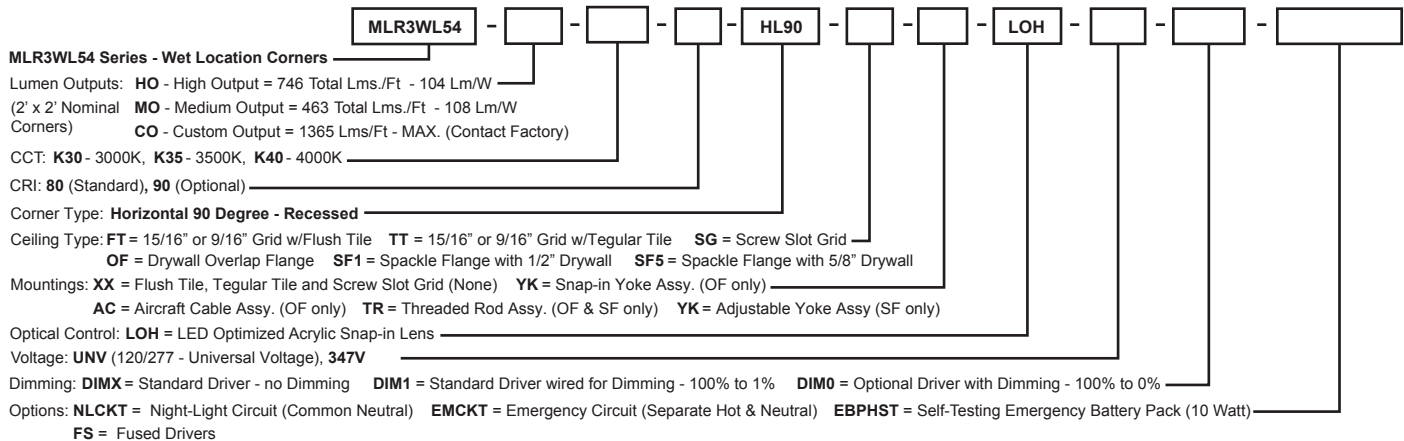 MLR3WL54 - - - - HL90 - - - LOH - - -
MLR3WL54 Series - Wet Location Corners
Lumen Outputs: HO - High Output = 746 Total Lms./Ft - 104 Lm/W
(2' x 2' Nominal MO - Medium Output = 463 Total Lms./Ft - 108 Lm/W
Corners) CO - Custom Output = 1365 Lms/Ft - MAX. (Contact Factory)
CCT: K30 - 3000K, K35 - 3500K, K40 - 4000K
CRI: 80 (Standard), 90 (Optional)
Corner Type: Horizontal 90 Degree - Recessed
Ceiling Type: FT = 15/16” or 9/16” Grid w/Flush Tile TT = 15/16” or 9/16” Grid w/Tegular Tile SG = Screw Slot Grid
OF = Drywall Overlap Flange SF1 = Spackle Flange with 1/2” Drywall SF5 = Spackle Flange with 5/8” Drywall
Mountings: XX = Flush Tile, Tegular Tile and Screw Slot Grid (None) YK = Snap-in Yoke Assy. (OF only)
AC = Aircraft Cable Assy. (OF only) TR = Threaded Rod Assy. (OF & SF only) YK = Adjustable Yoke Assy (SF only)
Optical Control: LOH = LED Optimized Acrylic Snap-in Lens
Voltage: UNV (120/277 - Universal Voltage), 347V
Dimming: DIMX = Standard Driver - no Dimming DIM1 = Standard Driver wired for Dimming - 100% to 1% DIM0 = Optional Driver with Dimming - 100% to 0%
Options: NLCKT = Night-Light Circuit (Common Neutral) EMCKT = Emergency Circuit (Separate Hot & Neutral) EBPHST = Self-Testing Emergency Battery Pack (10 Watt)
FS = Fused Drivers